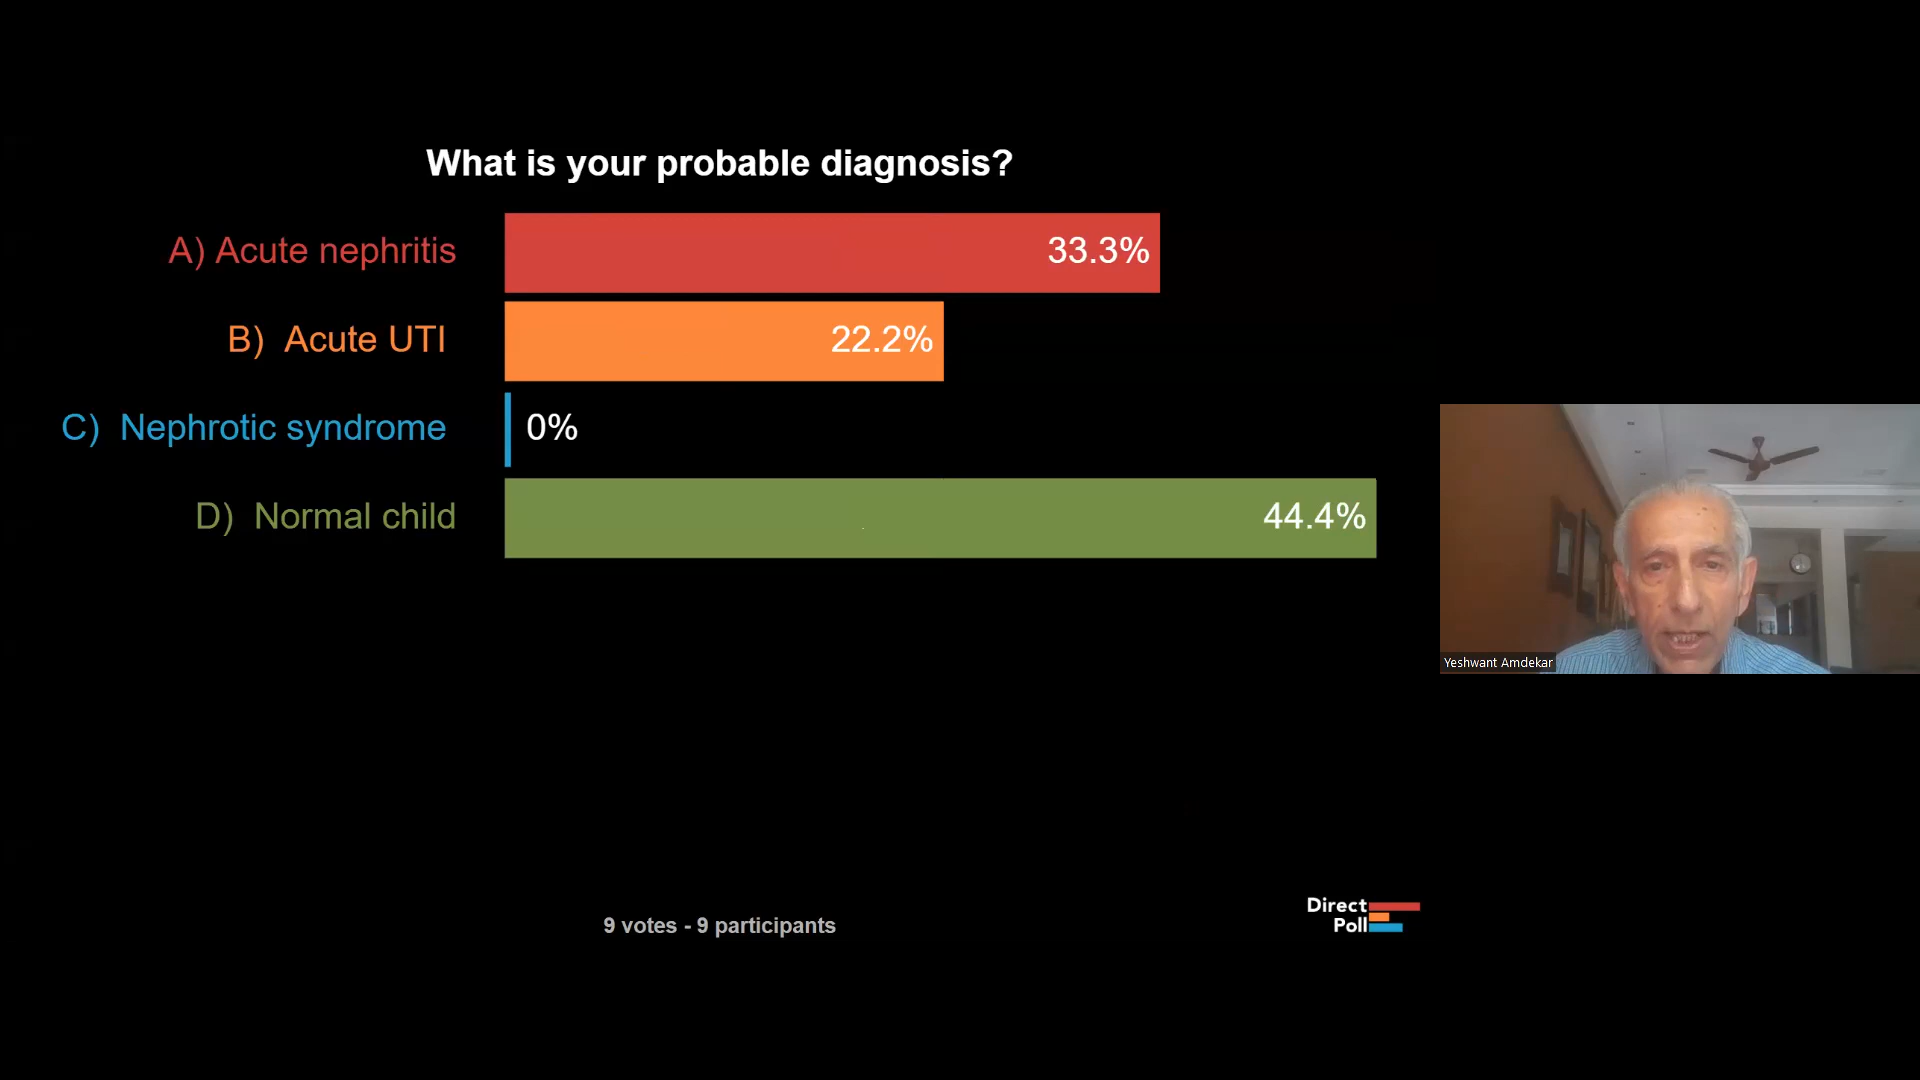 What is your probable diagnosis?
A) Acute nephritis
33.3%
B) Acute UTI
22.2%
C) Nephrotic syndrome
0%
D) Normal child
44.4%
Yeshwant Amdekar
9 votes - 9 participants
Direct
Poll